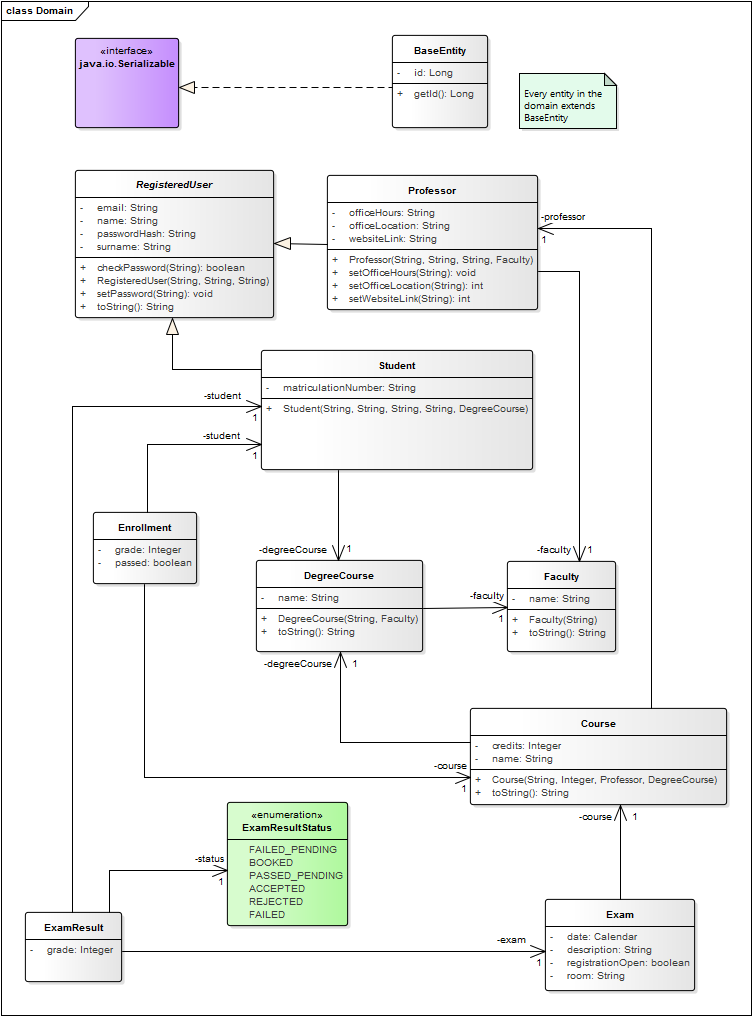 class Domain
«interface»
java.io.Serializable
BaseEntity
- id: Long
+ getId(): Long
Every entity in the
domain extends
BaseEntity
RegisteredUser
- email: String
- name: String
- passwordHash: String
- surname: String
+ checkPassword(String): boolean
+ RegisteredUser(String, String, String)
+ setPassword(String): void
+ toString(): String
Professor
- officeHours: String
- officeLocation: String
- websiteLink: String
+ Professor(String, String, String, Faculty)
+ setOfficeHours(String): void
+ setOfficeLocation(String): int
+ setWebsiteLink(String): int
-professor
1
Student
- matriculationNumber: String
+ Student(String, String, String, String, DegreeCourse)
-student
1
-student
1
Enrollment
- grade: Integer
- passed: boolean
-degreeCourse
1
-faculty
1
DegreeCourse
- name: String
+ DegreeCourse(String, Faculty)
+ toString(): String
-faculty
1
Faculty
- name: String
+ Faculty(String)
+ toString(): String
-degreeCourse
1
Course
- credits: Integer
- name: String
+ Course(String, Integer, Professor, DegreeCourse)
+ toString(): String
-course
1
«enumeration»
ExamResultStatus
FAILED_PENDING
BOOKED
PASSED_PENDING
ACCEPTED
REJECTED
FAILED
-status
1
-course
1
ExamResult
- grade: Integer
-exam
1
Exam
- date: Calendar
- description: String
- registrationOpen: boolean
- room: String